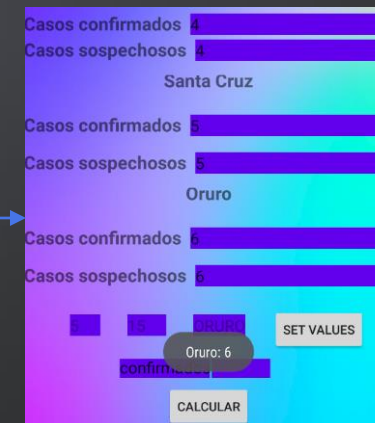 Casos confirmados 4
Casos sospechosos 4
Santa Cruz
Casos confirmados 5
Casos sospechosos 5
Oruro
Casos confirmados 6
Casos sospechosos 6
5 15 ORURO SET VALUES
Oruro: 6
confirmados
CALCULAR